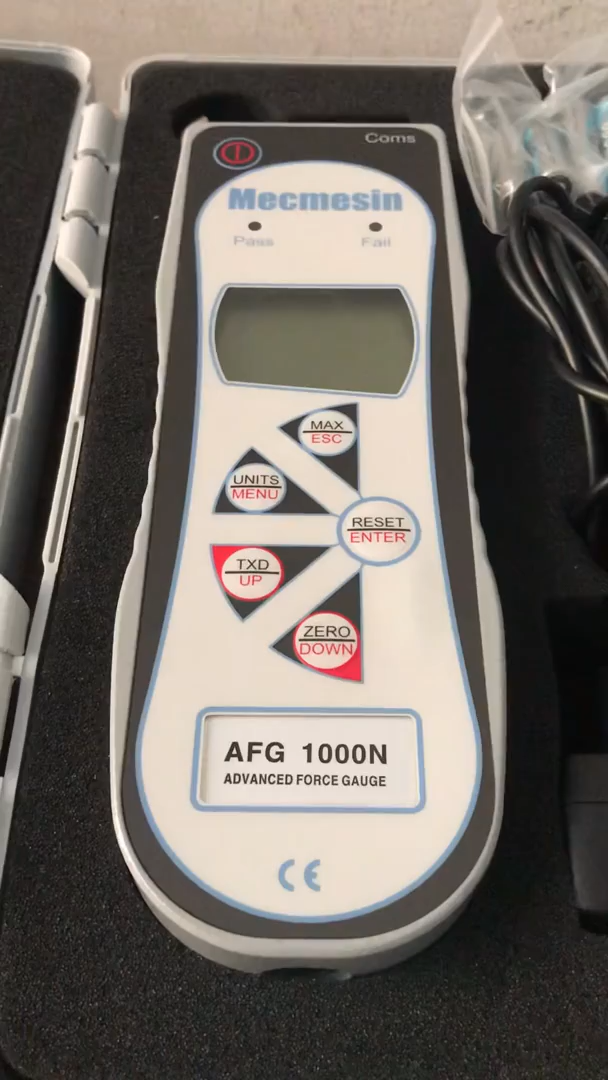 Coms
Mecmesin
Pass
Fail
MAX
ESC
UNITS
MENU
RESET
ENTER
TXD
UP
ZERO
DOWN
AFG 1000N
ADVANCED FORCE GAUGE
CE